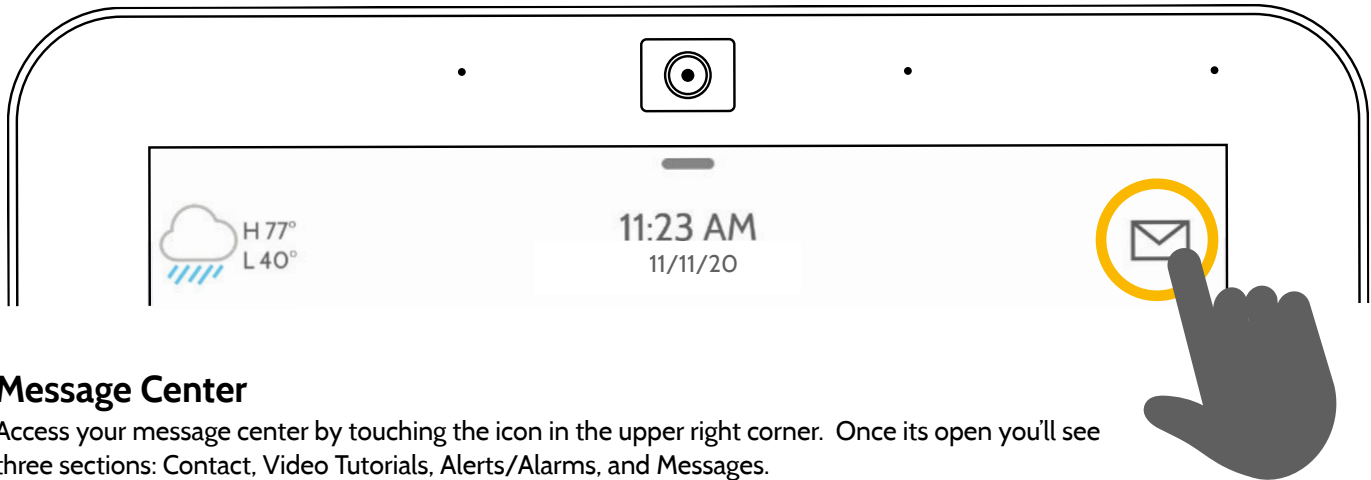 H 77°
L 40°
11:23 AM
11/11/20
Message Center
Access your message center by touching the icon in the upper right corner.  Once its open you'll see
three sections: Contact, Video Tutorials, Alerts/Alarms, and Messages.